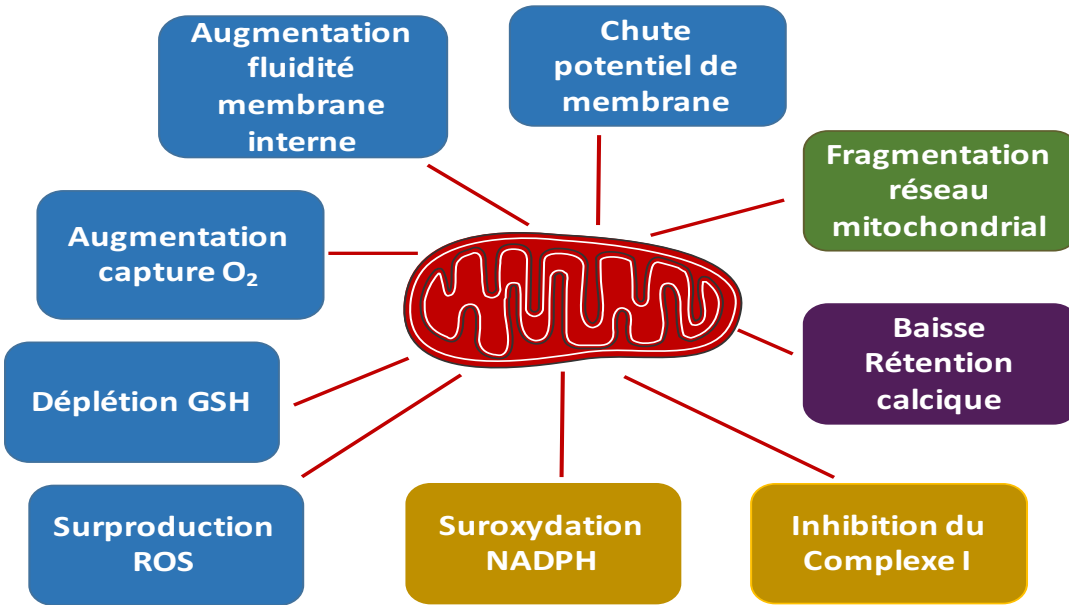 Augmentation
fluidité
membrane
interne
Chute
potentiel de
membrane
Fragmentation
réseau
mitochondrial
Augmentation
capture O₂
Baisse
Rétention
calcique
Déplétion GSH
Surproduction
ROS
Suroxydation
NADPH
Inhibition du
Complexe I